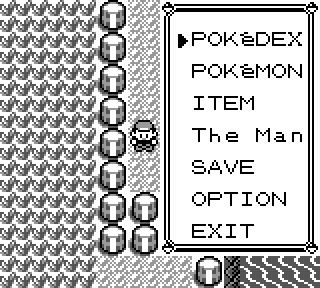 POKéDEX
POKéMON
ITEM
The Man
SAVE
OPTION
EXIT